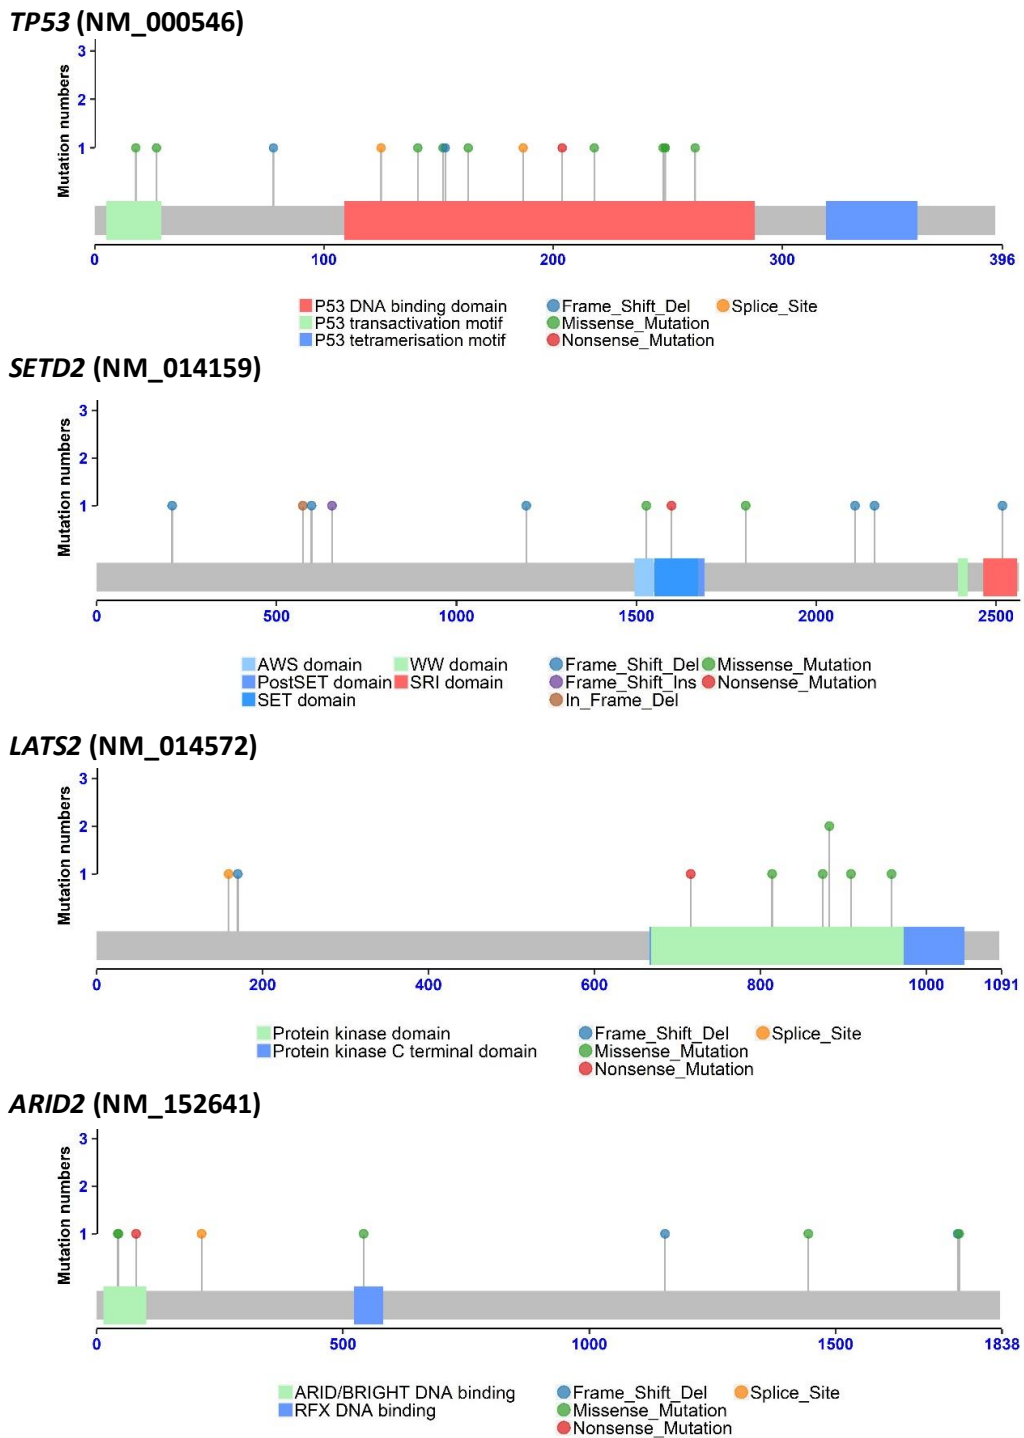 TP53 (NM_000546)
3
2
1
Mutation numbers
0 100 200 300 396
P53 DNA binding domain Frame_Shift_Del Splice_Site
P53 transactivation motif Missense_Mutation
P53 tetramerisation motif Nonsense_Mutation
SETD2 (NM_014159)
3
2
1
Mutation numbers
0 500 1000 1500 2000 2500
AWS domain WW domain Frame_Shift_Del Missense_Mutation
PostSET domain SRI domain Frame_Shift_Ins Nonsense_Mutation
SET domain In_Frame_Del
LATS2 (NM_014572)
3
2
1
Mutation numbers
0 200 400 600 800 1000 1091
Protein kinase domain Frame_Shift_Del Splice_Site
Protein kinase C terminal domain Missense_Mutation
Nonsense_Mutation
ARID2 (NM_152641)
3
2
1
Mutation numbers
0 500 1000 1500 1838
ARID/BRIGHT DNA binding Frame_Shift_Del Splice_Site
RFX DNA binding Missense_Mutation
Nonsense_Mutation